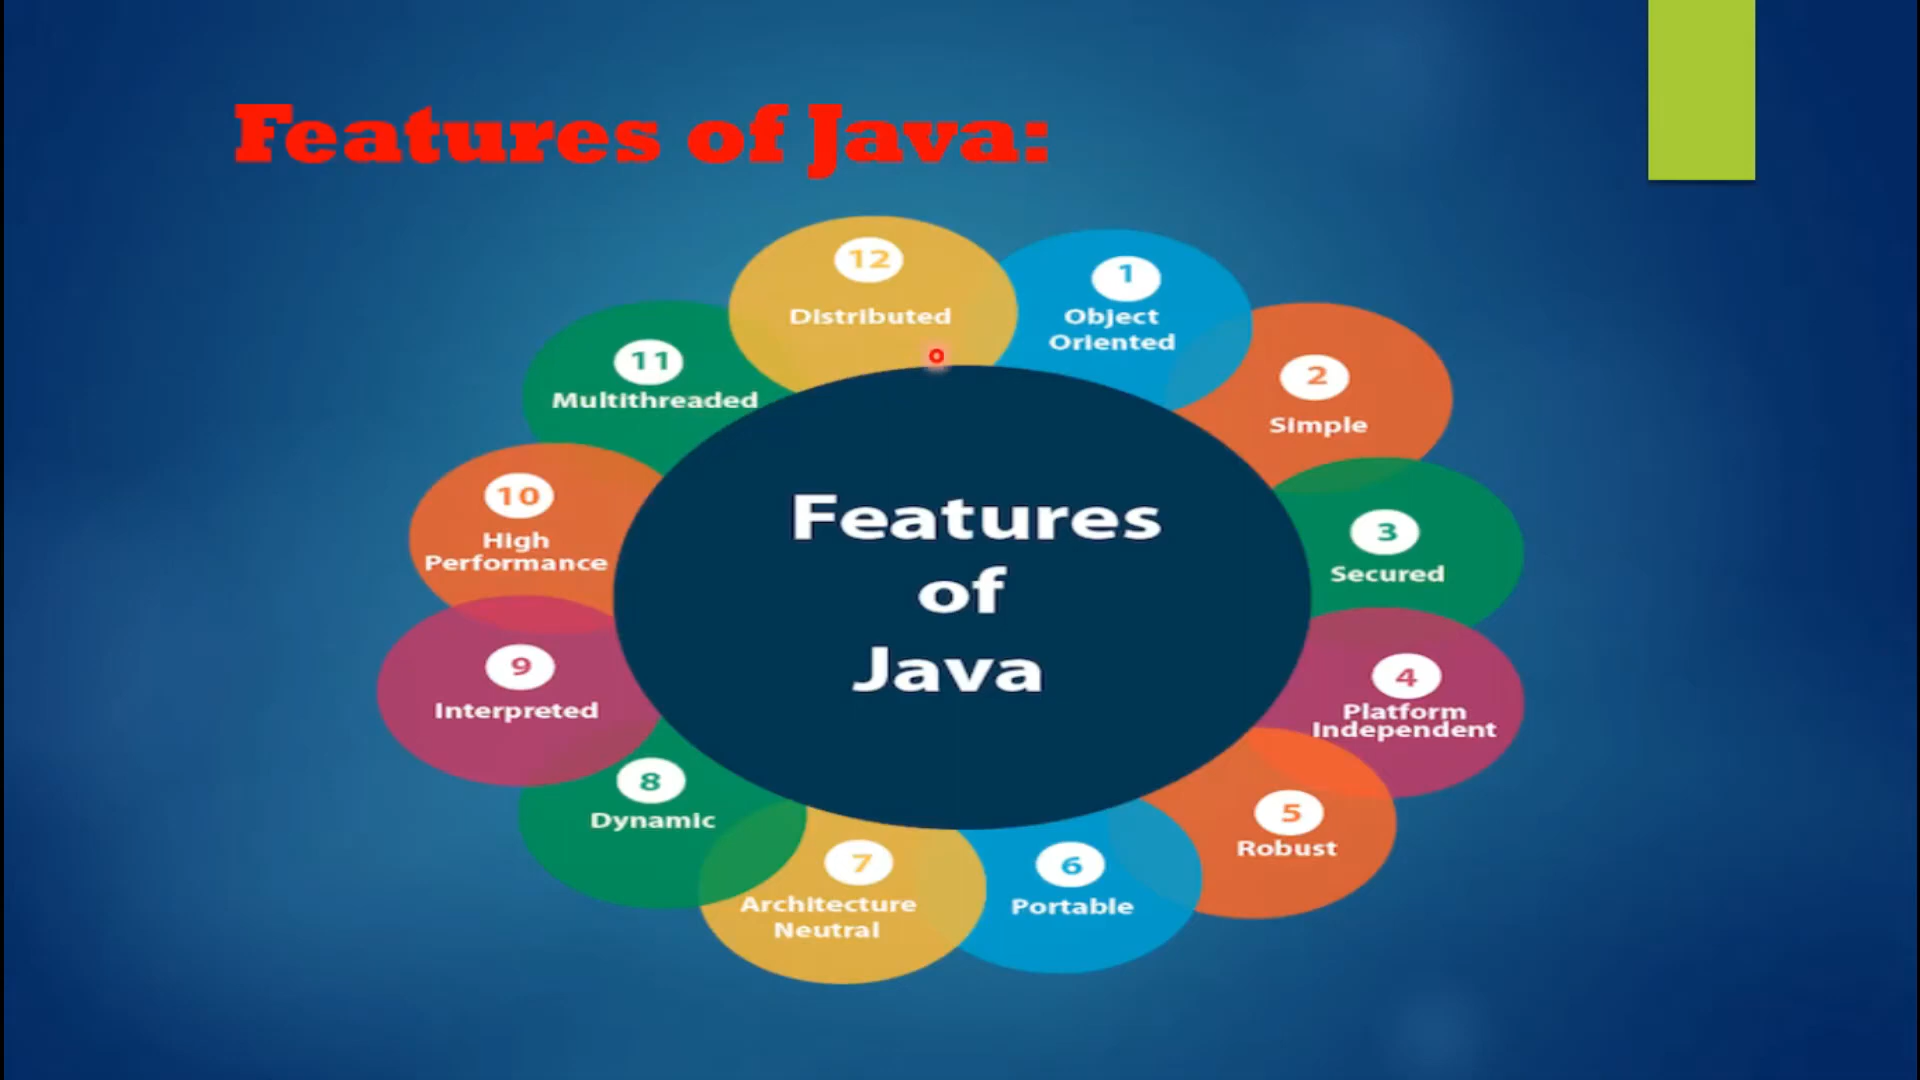 Features of Java:
12
Distributed
1
Object
Oriented
2
Simple
3
Secured
4
Platform
Independent
5
Robust
6
Portable
7
Architecture
Neutral
8
Dynamic
9
Interpreted
10
High
Performance
11
Multithreaded
Features
of
Java